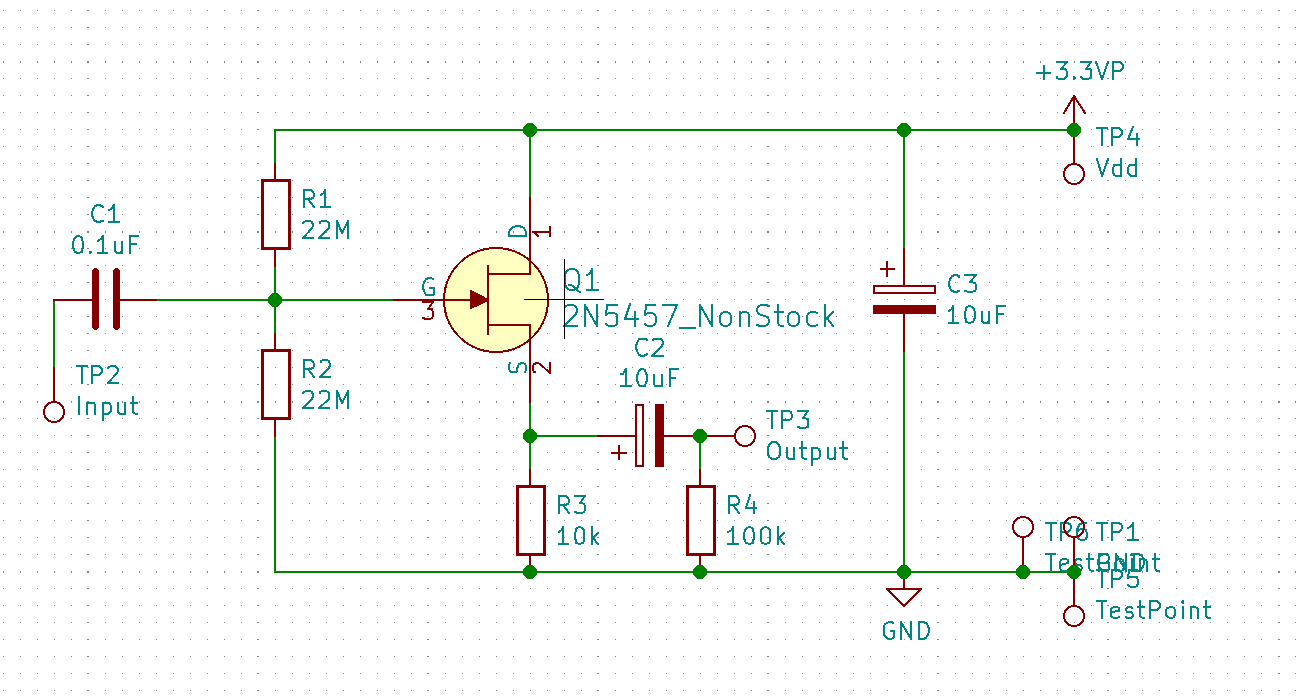 +3.3VP
TP4
Vdd
R1
22M
C1
0.1uF
D
1
G
3
Q1
2N5457_NonStock
C3
+
10uF
C2
10uF
S
2
R2
22M
TP2
Input
TP3
Output
+
R3
10k
R4
100k
TP6
TestPoint
TP1
GND
TP5
TestPoint
GND